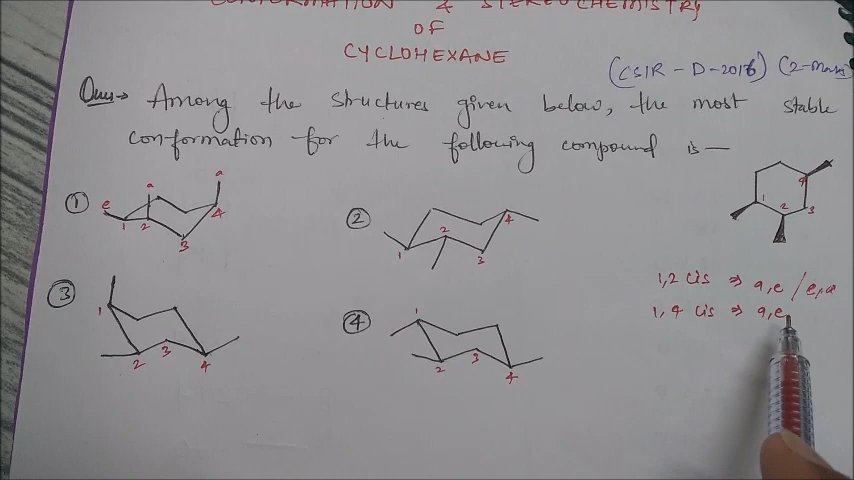 CONFORMATION & STEREOCHEMISTRY
OF
CYCLOHEXANE
(CSIR - D - 2016) (2-marks)
Ques→ Among the structures given below, the most stable
conformation for the following compound is —
① e 1 a 2 3 a 4
② 1 2 3 4
1 2 3 4
③ 1 2 3 4
④ 1 2 3 4
1,2 cis ⇒ a,e / e,a
1,4 cis ⇒ a,e